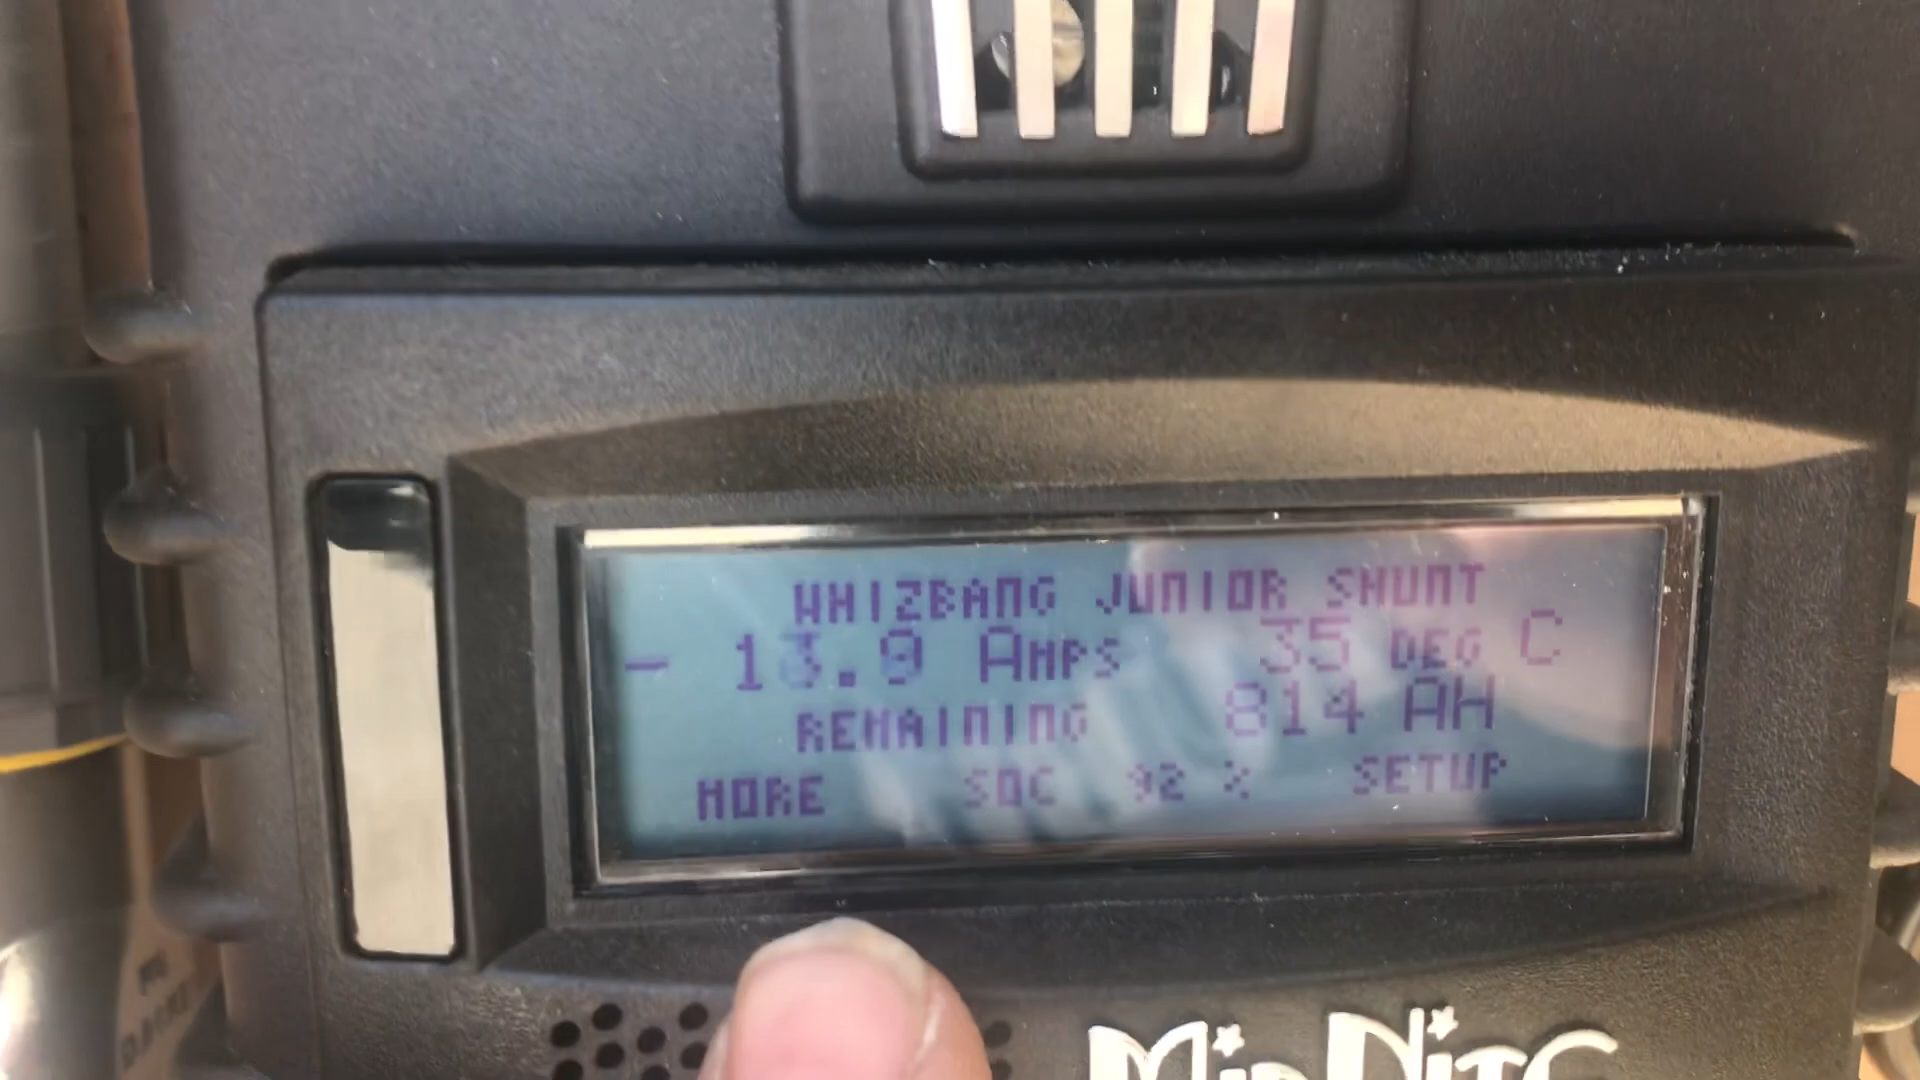 WHIZBANG JUNIOR SHUNT
- 13.9 AMPS 35 DEG C
REMAINING 814 AH
MORE SOC 92 % SETUP
MIDNITE